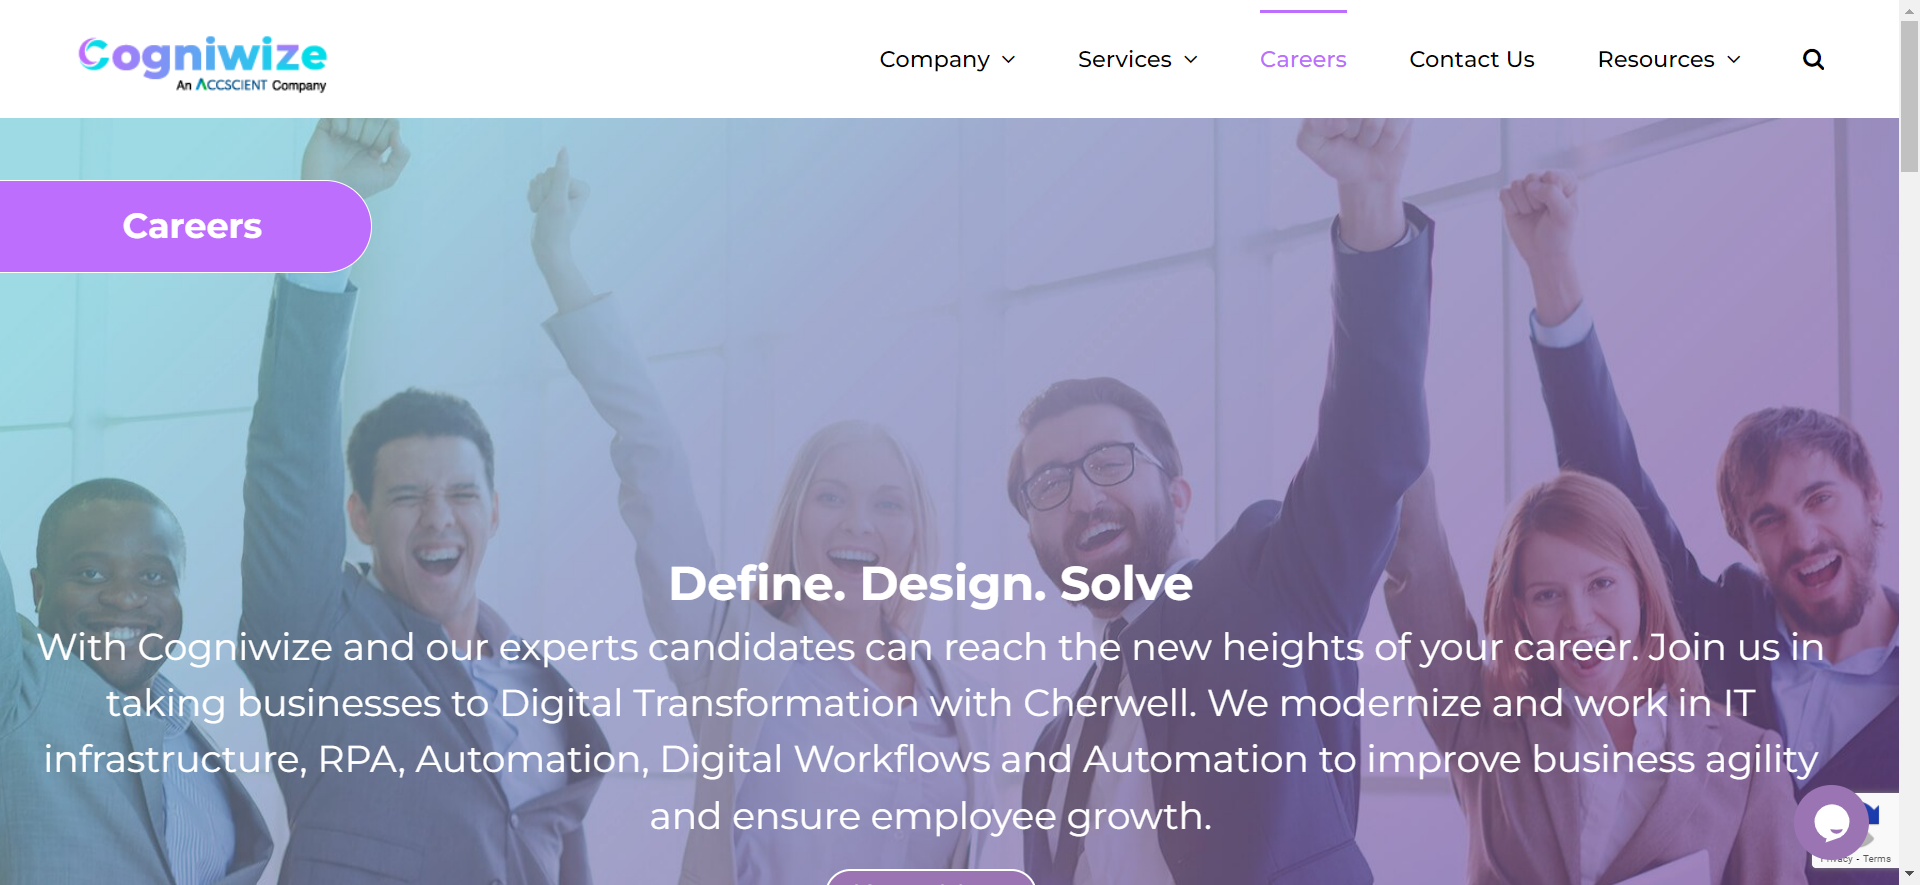 Cogniwize
An ACCSCIENT Company
Company Services Careers Contact Us Resources
Careers
Define. Design. Solve
With Cogniwize and our experts candidates can reach the new heights of your career. Join us in
taking businesses to Digital Transformation with Cherwell. We modernize and work in IT
infrastructure, RPA, Automation, Digital Workflows and Automation to improve business agility
and ensure employee growth.
Privacy - Terms